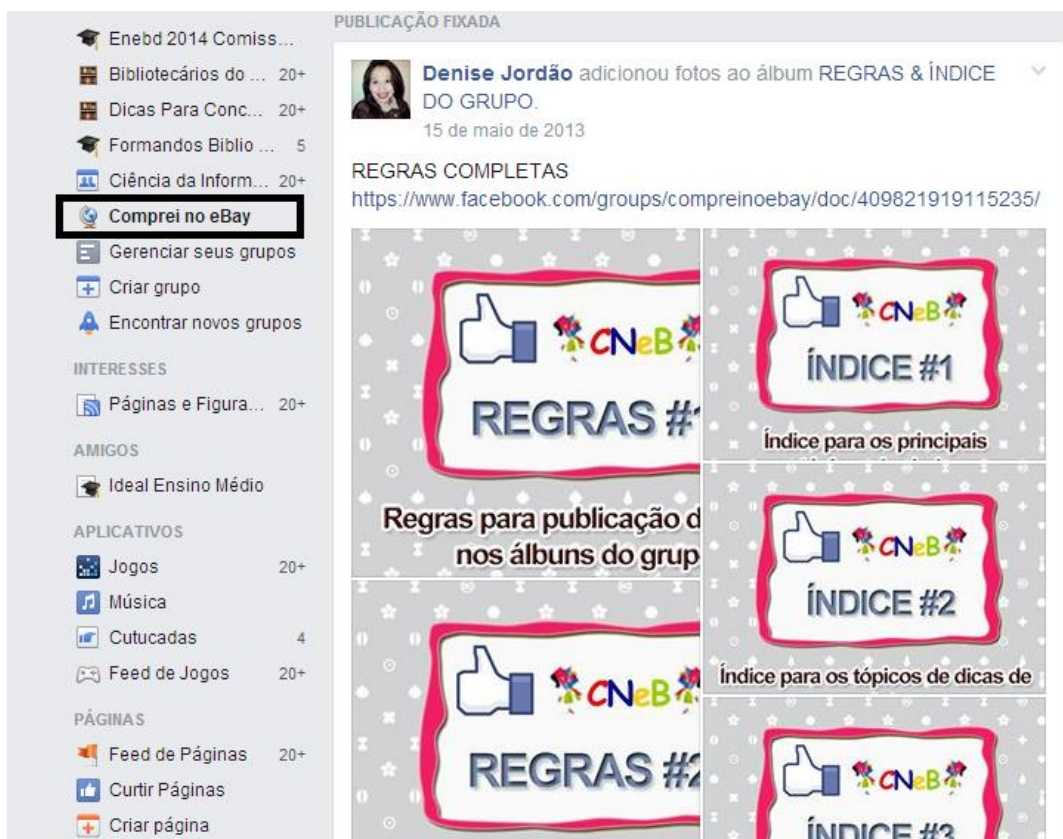 Enebd 2014 Comiss...
Bibliotecários do ... 20+
Dicas Para Conc... 20+
Formandos Biblio ... 5
Ciência da Inform... 20+
Comprei no eBay
Gerenciar seus grupos
Criar grupo
Encontrar novos grupos
INTERESSES
Páginas e Figura... 20+
AMIGOS
Ideal Ensino Médio
APLICATIVOS
Jogos 20+
Música
Cutucadas 4
Feed de Jogos 20+
PÁGINAS
Feed de Páginas 20+
Curtir Páginas
Criar página
PUBLICAÇÃO FIXADA
Denise Jordão adicionou fotos ao álbum REGRAS & ÍNDICE
DO GRUPO.
15 de maio de 2013
REGRAS COMPLETAS
https://www.facebook.com/groups/compreinoebay/doc/409821919115235/
CNeB
REGRAS #1
Regras para publicação d
nos álbuns do grup
CNeB
REGRAS #2
CNeB
ÍNDICE #1
Índice para os principais
CNeB
ÍNDICE #2
Índice para os tópicos de dicas de
CNeB
ÍNDICE #3